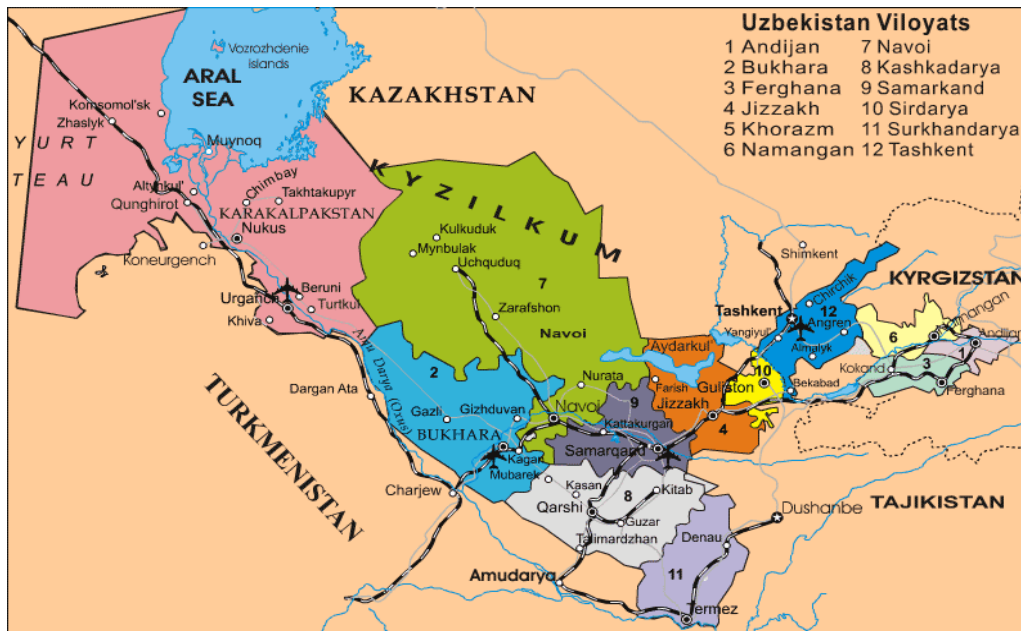 Uzbekistan Viloyats
1 Andijan 7 Navoi
2 Bukhara 8 Kashkadarya
3 Ferghana 9 Samarkand
4 Jizzakh 10 Sirdarya
5 Khorazm 11 Surkhandarya
6 Namangan 12 Tashkent
Vozrozhdenie
islands
ARAL
SEA
KAZAKHSTAN
Komsomol'sk
Zhaslyk
YURT
TEAU
Muynoq
Altynkul'
Qunghirot
Chimbay
Takhtakupyr
KARAKALPAKSTAN
Nukus
Koneurgench
KYZILKUM
Kulkuduk
Mynbulak
Uchquduq
7
Zarafshon
Navoi
Shimkent
KYRGIZSTAN
Chirchik
Tashkent
12
Angren
Yangiyul'
Almalyk
Namangan
6
Andijan
1
Kokand
3
Ferghana
Beruni
Urganch
Turtkul
Khiva
Amu Darya (Oxus)
Aydarkul'
Farish
Guliston
10
Bekabad
Jizzakh
4
2
Nurata
9
Dargan Ata
Gazli
Gizhduvan
Navoi
Kattakurgan
BUKHARA
Samarqand
Kagan
Mubarek
TURKMENISTAN
Charjew
Kasan
8
Kitab
Qarshi
Guzar
Talimardzhan
Denau
Dushanbe
TAJIKISTAN
Amudarya
11
Termez